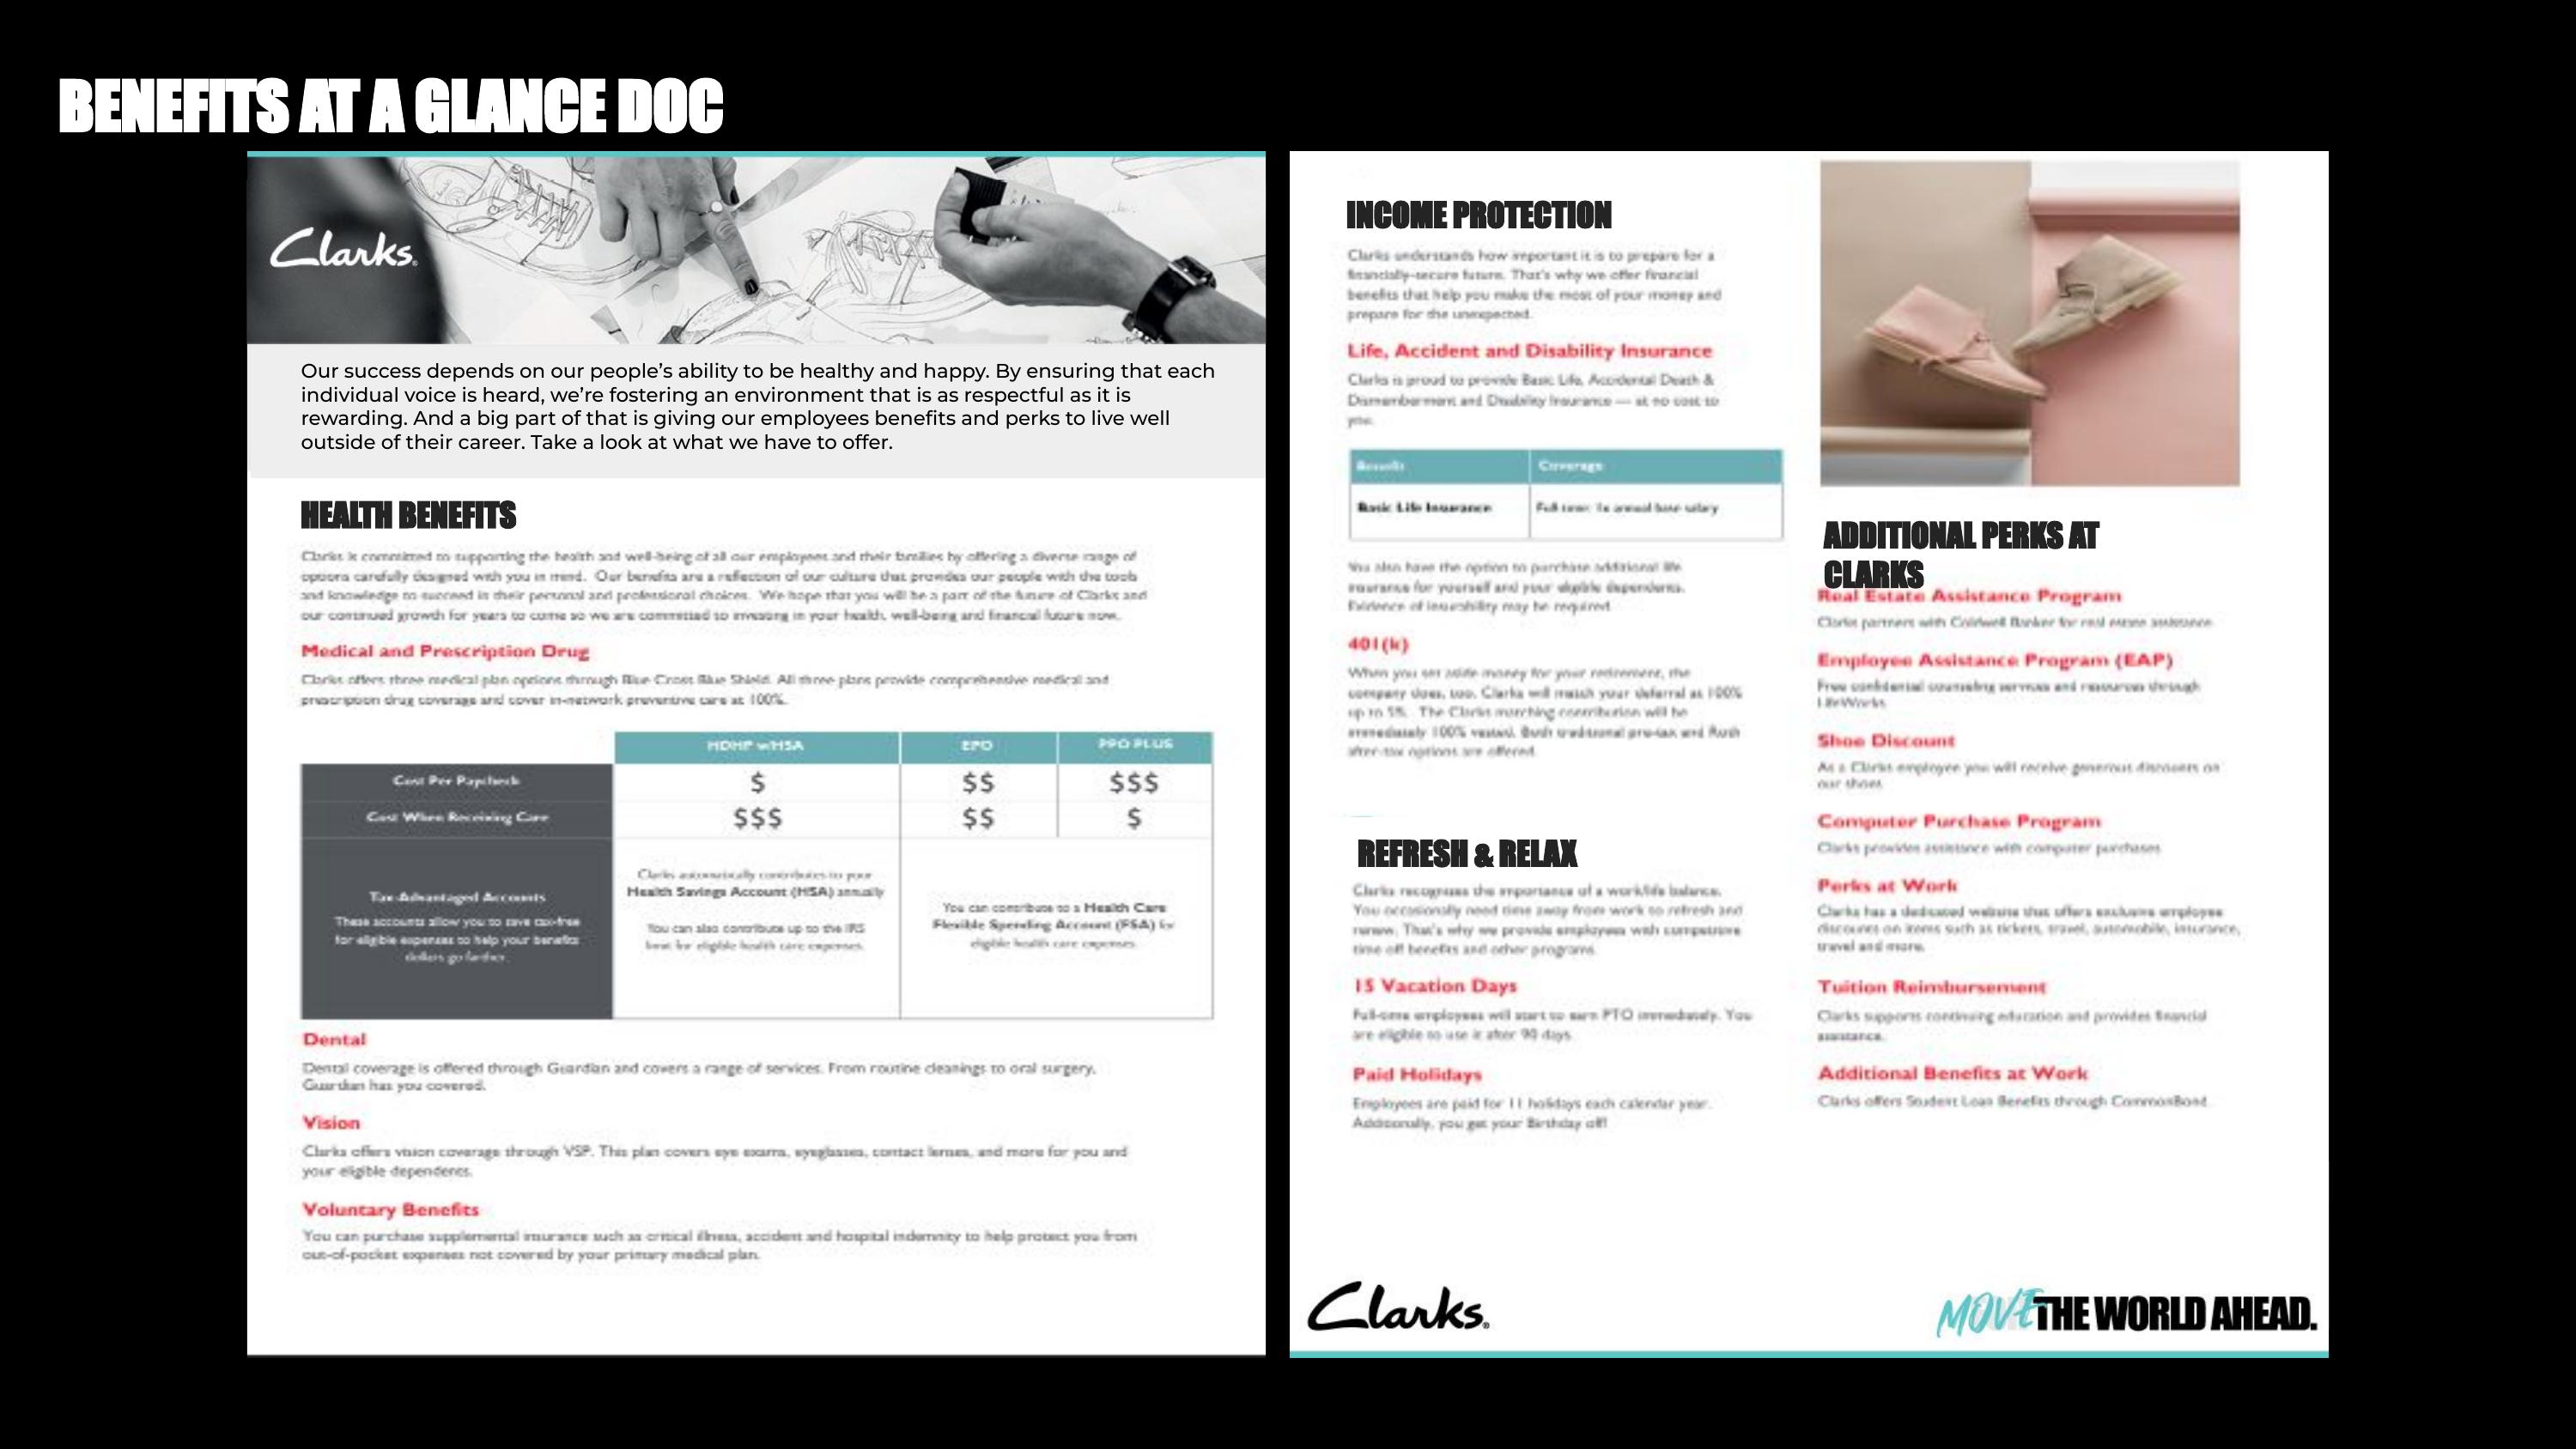 BENEFITS AT A GLANCE DOC
Clarks
Our success depends on our people’s ability to be healthy and happy. By ensuring that each
individual voice is heard, we’re fostering an environment that is as respectful as it is
rewarding. And a big part of that is giving our employees benefits and perks to live well
outside of their career. Take a look at what we have to offer.
HEALTH BENEFITS
Clarks is committed to supporting the health and well-being of all our employees and their families by offering a diverse range of
options carefully designed with you in mind. Our benefits are a reflection of our culture that provides our people with the tools
and knowledge to succeed in their personal and professional choices. We hope that you will be a part of the future of Clarks and
our continued growth for years to come so we are committed to investing in your health, well-being and financial future now.
Medical and Prescription Drug
Clarks offers three medical plan options through Blue Cross Blue Shield. All three plans provide comprehensive medical and
prescription drug coverage and cover in-network preventive care at 100%.
HDHP w/HSA EPO PPO PLUS
Cost Per Paycheck $ $$ $$$
Cost When Receiving Care $$$ $$ $
Tax-Advantaged Accounts
These accounts allow you to save tax-free
for eligible expenses to help your benefits
dollars go farther.
Clarks automatically contributes to your
Health Savings Account (HSA) annually
You can also contribute up to the IRS
limit for eligible health care expenses.
You can contribute to a Health Care
Flexible Spending Account (FSA) for
eligible health care expenses.
Dental
Dental coverage is offered through Guardian and covers a range of services. From routine cleanings to oral surgery,
Guardian has you covered.
Vision
Clarks offers vision coverage through VSP. This plan covers eye exams, eyeglasses, contact lenses, and more for you and
your eligible dependents.
Voluntary Benefits
You can purchase supplemental insurance such as critical illness, accident and hospital indemnity to help protect you from
out-of-pocket expenses not covered by your primary medical plan.
INCOME PROTECTION
Clarks understands how important it is to prepare for a
financially-secure future. That's why we offer financial
benefits that help you make the most of your money and
prepare for the unexpected.
Life, Accident and Disability Insurance
Clarks is proud to provide Basic Life, Accidental Death &
Dismemberment and Disability Insurance — at no cost to
you.
Benefit Coverage
Basic Life Insurance Full time: 1x annual base salary
You also have the option to purchase additional life
insurance for yourself and your eligible dependents.
Evidence of insurability may be required.
401(k)
When you set aside money for your retirement, the
company does, too. Clarks will match your deferral at 100%
up to 5%. The Clarks matching contribution will be
immediately 100% vested. Both traditional pre-tax and Roth
after-tax options are offered.
REFRESH & RELAX
Clarks recognizes the importance of a work/life balance.
You occasionally need time away from work to refresh and
renew. That's why we provide employees with competitive
time off benefits and other programs.
15 Vacation Days
Full-time employees will start to earn PTO immediately. You
are eligible to use it after 90 days.
Paid Holidays
Employees are paid for 11 holidays each calendar year.
Additionally, you get your Birthday off!
ADDITIONAL PERKS AT
CLARKS
Real Estate Assistance Program
Clarks partners with Coldwell Banker for real estate assistance.
Employee Assistance Program (EAP)
Free confidential counseling services and resources through
LifeWorks.
Shoe Discount
As a Clarks employee you will receive generous discounts on
our shoes.
Computer Purchase Program
Clarks provides assistance with computer purchases.
Perks at Work
Clarks has a dedicated website that offers exclusive employee
discounts on items such as tickets, travel, automobile, insurance,
travel and more.
Tuition Reimbursement
Clarks supports continuing education and provides financial
assistance.
Additional Benefits at Work
Clarks offers Student Loan Benefits through CommonBond.
Clarks
MOVE THE WORLD AHEAD.